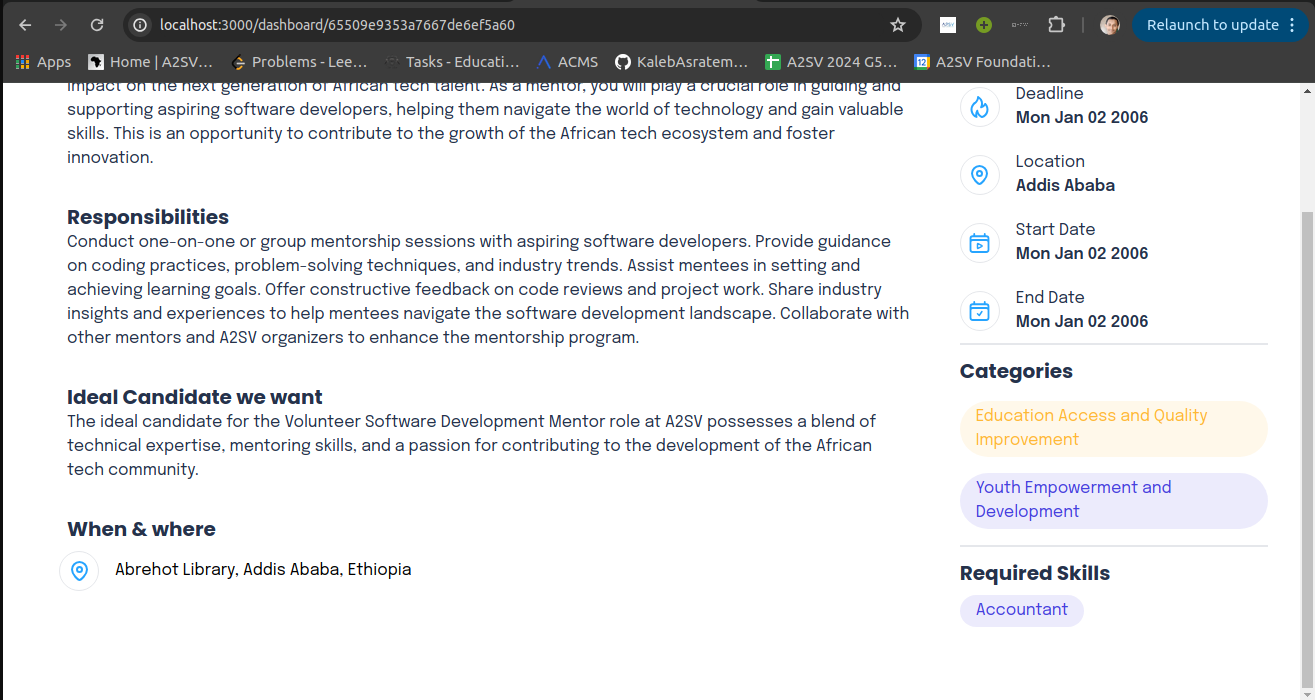 localhost:3000/dashboard/65509e9353a7667de6ef5a60
Relaunch to update
Apps
Home | A2SV...
Problems - Lee...
Tasks - Educati...
ACMS
KalebAsratem...
A2SV 2024 G5...
A2SV Foundati...
impact on the next generation of African tech talent. As a mentor, you will play a crucial role in guiding and
supporting aspiring software developers, helping them navigate the world of technology and gain valuable
skills. This is an opportunity to contribute to the growth of the African tech ecosystem and foster
innovation.
Responsibilities
Conduct one-on-one or group mentorship sessions with aspiring software developers. Provide guidance
on coding practices, problem-solving techniques, and industry trends. Assist mentees in setting and
achieving learning goals. Offer constructive feedback on code reviews and project work. Share industry
insights and experiences to help mentees navigate the software development landscape. Collaborate with
other mentors and A2SV organizers to enhance the mentorship program.
Ideal Candidate we want
The ideal candidate for the Volunteer Software Development Mentor role at A2SV possesses a blend of
technical expertise, mentoring skills, and a passion for contributing to the development of the African
tech community.
When & where
Abrehot Library, Addis Ababa, Ethiopia
Deadline
Mon Jan 02 2006
Location
Addis Ababa
Start Date
Mon Jan 02 2006
End Date
Mon Jan 02 2006
Categories
Education Access and Quality
Improvement
Youth Empowerment and
Development
Required Skills
Accountant